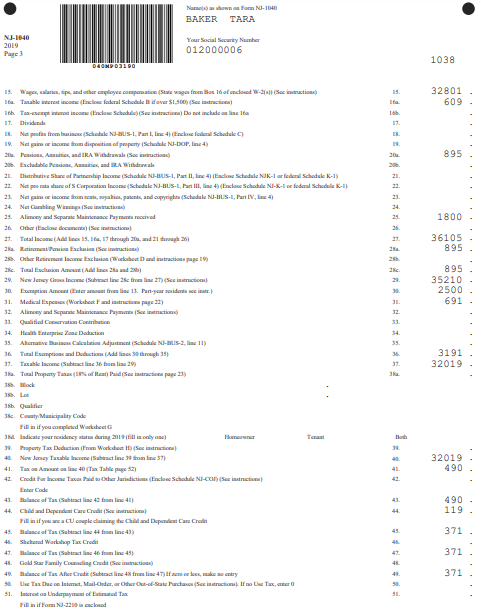 Name(s) as shown on Form NJ-1040
BAKER TARA
NJ-1040
2019
Page 3
Your Social Security Number
012000006
040MP03190
1038
15. Wages, salaries, tips, and other employee compensation (State wages from Box 16 of enclosed W-2(s)) (See instructions) 15. 32801 .
16a. Taxable interest income (Enclose federal Schedule B if over $1,500) (See instructions) 16a. 609 .
16b. Tax-exempt interest income (Enclose Schedule) (See instructions) Do not include on line 16a 16b. .
17. Dividends 17. .
18. Net profits from business (Schedule NJ-BUS-1, Part I, line 4) (Enclose federal Schedule C) 18. .
19. Net gains or income from disposition of property (Schedule NJ-DOP, line 4) 19. .
20a. Pensions, Annuities, and IRA Withdrawals (See instructions) 20a. 895 .
20b. Excludable Pensions, Annuities, and IRA Withdrawals 20b. .
21. Distributive Share of Partnership Income (Schedule NJ-BUS-1, Part II, line 4) (Enclose Schedule NJK-1 or federal Schedule K-1) 21. .
22. Net pro rata share of S Corporation Income (Schedule NJ-BUS-1, Part III, line 4) (Enclose Schedule NJ-K-1 or federal Schedule K-1) 22. .
23. Net gains or income from rents, royalties, patents, and copyrights (Schedule NJ-BUS-1, Part IV, line 4) 23. .
24. Net Gambling Winnings (See instructions) 24. .
25. Alimony and Separate Maintenance Payments received 25. 1800 .
26. Other (Enclose documents) (See instructions) 26. .
27. Total Income (Add lines 15, 16a, 17 through 20a, and 21 through 26) 27. 36105 .
28a. Retirement/Pension Exclusion (See instructions) 28a. 895 .
28b. Other Retirement Income Exclusion (Worksheet D and instructions page 19) 28b. .
28c. Total Exclusion Amount (Add lines 28a and 28b) 28c. 895 .
29. New Jersey Gross Income (Subtract line 28c from line 27) (See instructions) 29. 35210 .
30. Exemption Amount (Enter amount from line 13. Part-year residents see instr.) 30. 2500 .
31. Medical Expenses (Worksheet F and instructions page 22) 31. 691 .
32. Alimony and Separate Maintenance Payments (See instructions) 32. .
33. Qualified Conservation Contribution 33. .
34. Health Enterprise Zone Deduction 34. .
35. Alternative Business Calculation Adjustment (Schedule NJ-BUS-2, line 11) 35. .
36. Total Exemptions and Deductions (Add lines 30 through 35) 36. 3191 .
37. Taxable Income (Subtract line 36 from line 29) 37. 32019 .
38a. Total Property Taxes (18% of Rent) Paid (See instructions page 23) 38a. .
38b. Block .
38b. Lot .
38b. Qualifier
38c. County/Municipality Code
Fill in if you completed Worksheet G
38d. Indicate your residency status during 2019 (fill in only one) Homeowner Tenant Both
39. Property Tax Deduction (From Worksheet H) (See instructions) 39. .
40. New Jersey Taxable Income (Subtract line 39 from line 37) 40. 32019 .
41. Tax on Amount on line 40 (Tax Table page 52) 41. 490 .
42. Credit For Income Taxes Paid to Other Jurisdictions (Enclose Schedule NJ-COJ) (See instructions) 42. .
Enter Code
43. Balance of Tax (Subtract line 42 from line 41) 43. 490 .
44. Child and Dependent Care Credit (See instructions) 44. 119 .
Fill in if you are a CU couple claiming the Child and Dependent Care Credit
45. Balance of Tax (Subtract line 44 from line 43) 45. 371 .
46. Sheltered Workshop Tax Credit 46. .
47. Balance of Tax (Subtract line 46 from line 45) 47. 371 .
48. Gold Star Family Counseling Credit (See instructions) 48. .
49. Balance of Tax After Credit (Subtract line 48 from line 47) If zero or less, make no entry 49. 371 .
50. Use Tax Due on Internet, Mail-Order, or Other Out-of-State Purchases (See instructions). If no Use Tax, enter 0 50. .
51. Interest on Underpayment of Estimated Tax 51. .
Fill in if Form NJ-2210 is enclosed